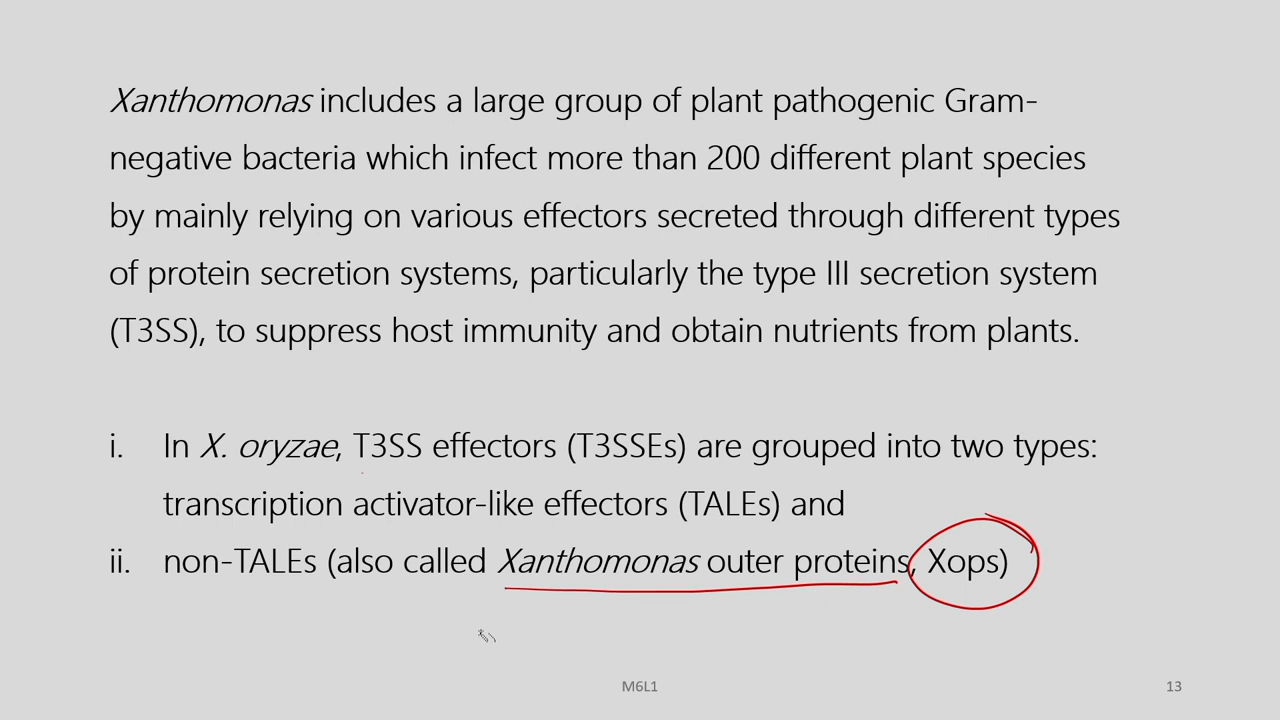 Xanthomonas includes a large group of plant pathogenic Gram-
negative bacteria which infect more than 200 different plant species
by mainly relying on various effectors secreted through different types
of protein secretion systems, particularly the type III secretion system
(T3SS), to suppress host immunity and obtain nutrients from plants.
i. In X. oryzae, T3SS effectors (T3SSEs) are grouped into two types:
transcription activator-like effectors (TALEs) and
ii. non-TALEs (also called Xanthomonas outer proteins, Xops)
M6L1
13